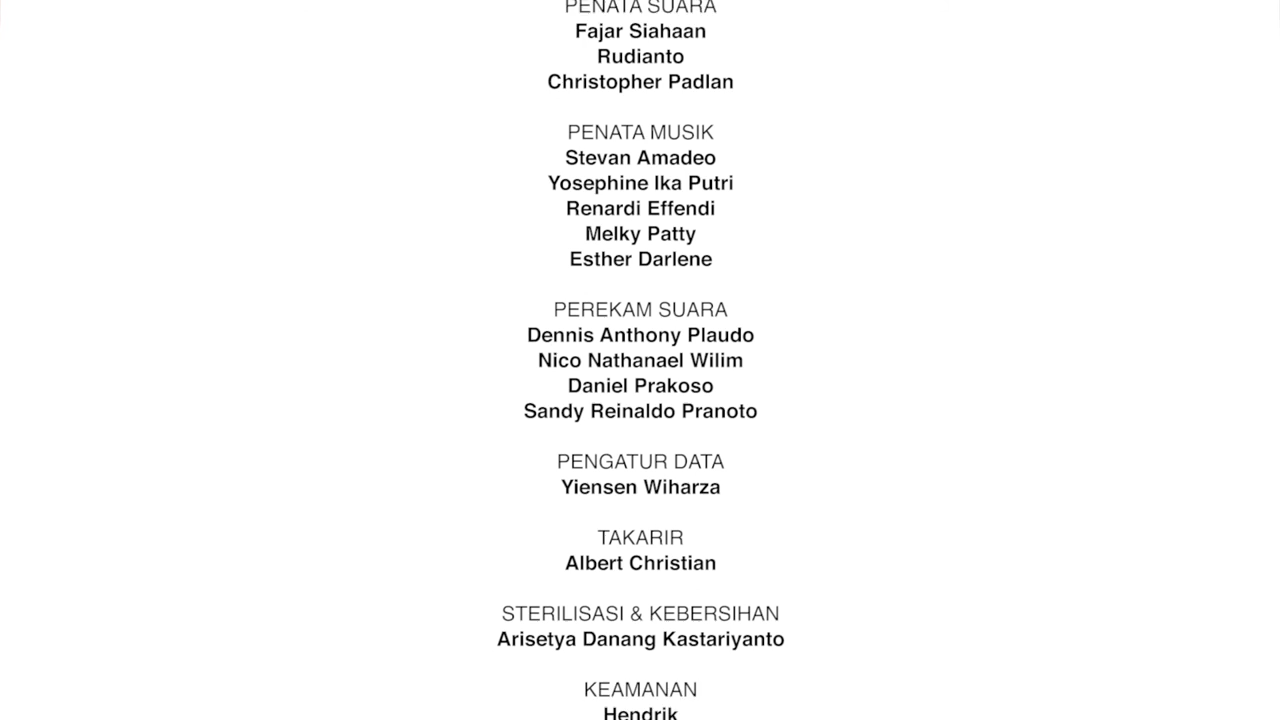 PENATA SUARA
Fajar Siahaan
Rudianto
Christopher Padlan
PENATA MUSIK
Stevan Amadeo
Yosephine Ika Putri
Renardi Effendi
Melky Patty
Esther Darlene
PEREKAM SUARA
Dennis Anthony Plaudo
Nico Nathanael Wilim
Daniel Prakoso
Sandy Reinaldo Pranoto
PENGATUR DATA
Yiensen Wiharza
TAKARIR
Albert Christian
STERILISASI & KEBERSIHAN
Arisetya Danang Kastariyanto
KEAMANAN
Hendrik